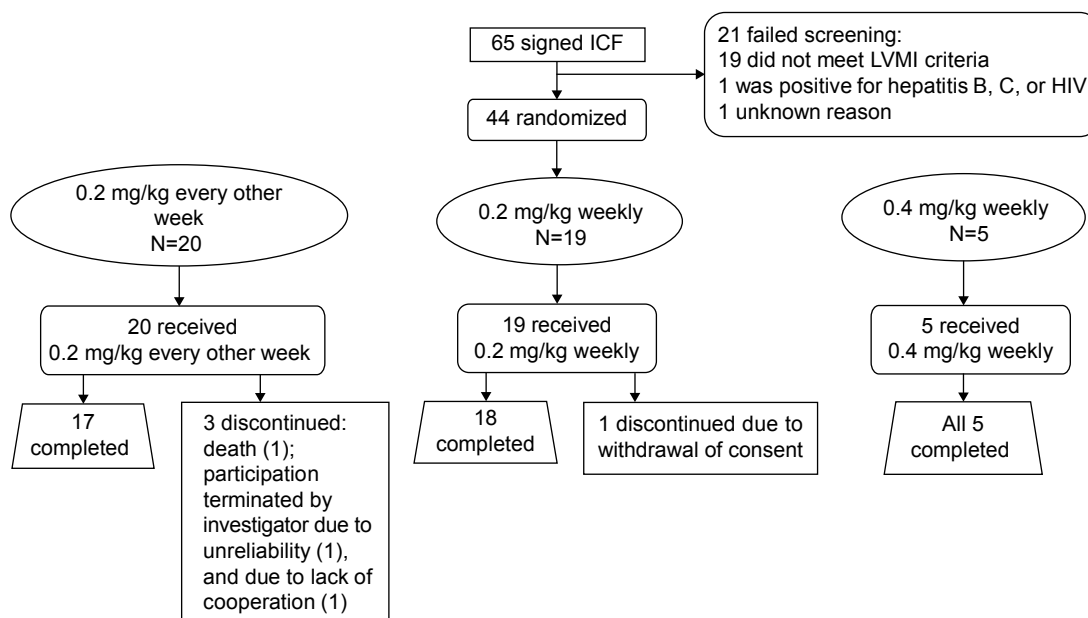 65 signed ICF
21 failed screening:
19 did not meet LVMI criteria
1 was positive for hepatitis B, C, or HIV
1 unknown reason
44 randomized
0.2 mg/kg every other
week
N=20
0.2 mg/kg weekly
N=19
0.4 mg/kg weekly
N=5
20 received
0.2 mg/kg every other week
19 received
0.2 mg/kg weekly
5 received
0.4 mg/kg weekly
17
completed
3 discontinued:
death (1);
participation
terminated by
investigator due to
unreliability (1),
and due to lack of
cooperation (1)
18
completed
1 discontinued due to
withdrawal of consent
All 5
completed